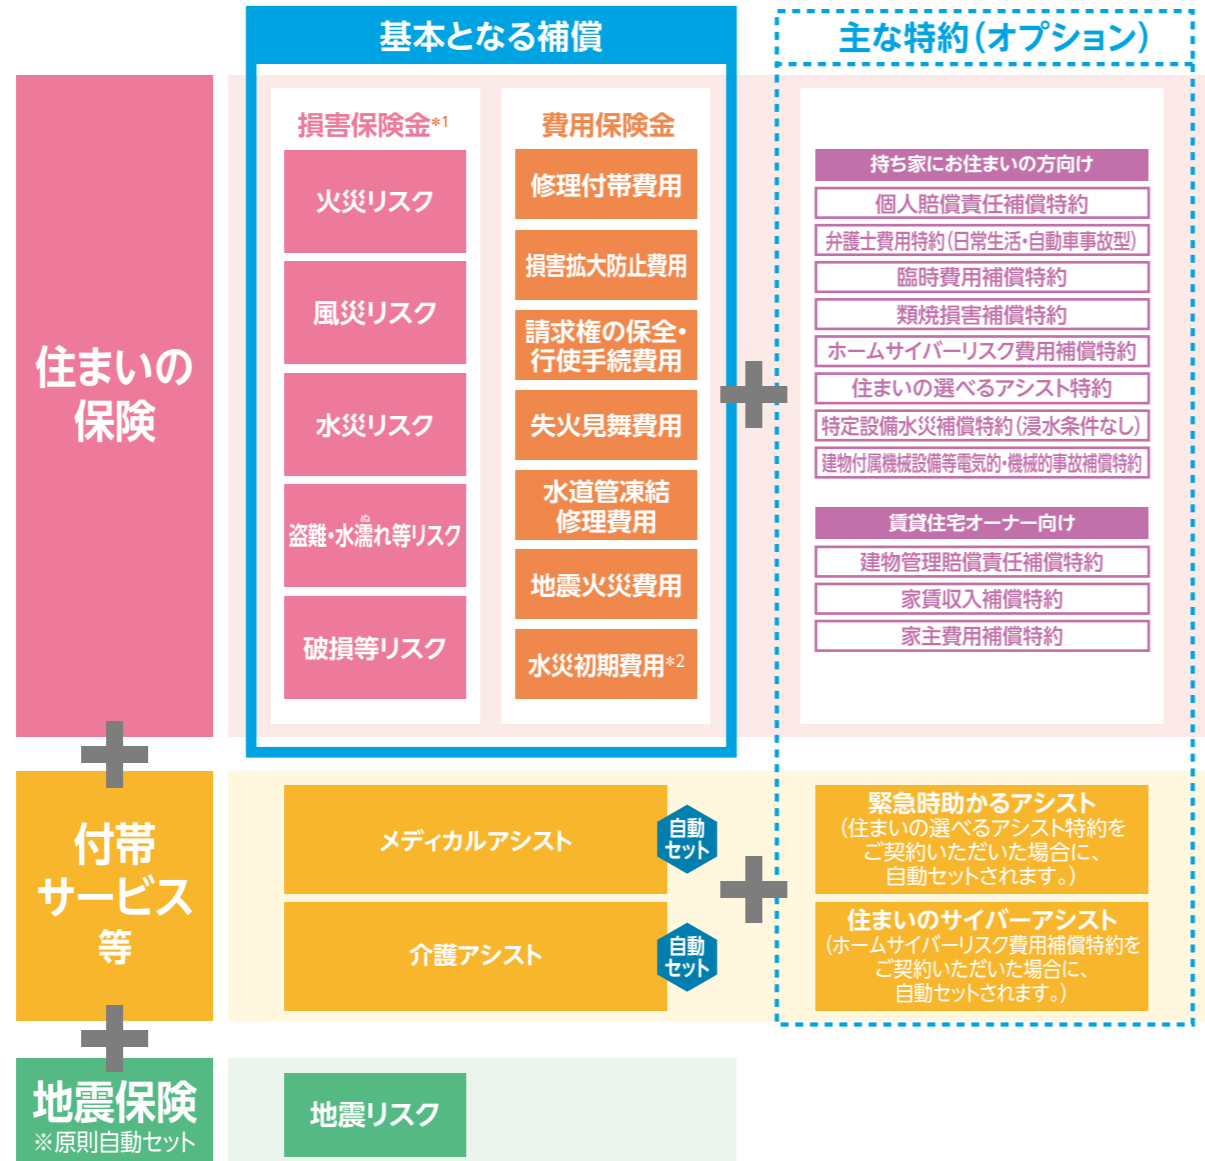 基本となる補償
主な特約(オプション)
住まいの
保険
損害保険金*1
火災リスク
風災リスク
水災リスク
盗難・水濡れ等リスク
ぬ
破損等リスク
費用保険金
修理付帯費用
損害拡大防止費用
請求権の保全・
行使手続費用
失火見舞費用
水道管凍結
修理費用
地震火災費用
水災初期費用*2
持ち家にお住まいの方向け
個人賠償責任補償特約
弁護士費用特約(日常生活・自動車事故型)
臨時費用補償特約
類焼損害補償特約
ホームサイバーリスク費用補償特約
住まいの選べるアシスト特約
特定設備水災補償特約(浸水条件なし)
建物付属機械設備等電気的・機械的事故補償特約
賃貸住宅オーナー向け
建物管理賠償責任補償特約
家賃収入補償特約
家主費用補償特約
付帯
サービス
等
メディカルアシスト
自動
セット
介護アシスト
自動
セット
緊急時助かるアシスト
(住まいの選べるアシスト特約を
ご契約いただいた場合に、
自動セットされます。)
住まいのサイバーアシスト
(ホームサイバーリスク費用補償特約を
ご契約いただいた場合に、
自動セットされます。)
地震保険
※原則自動セット
地震リスク